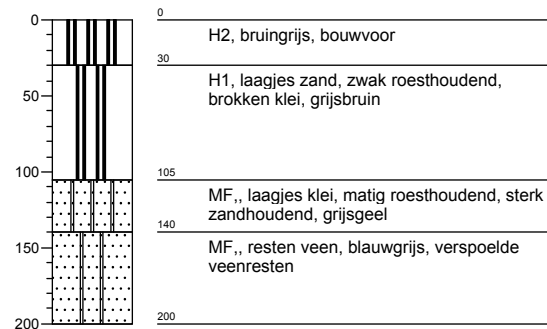 0
50
100
150
200
0
H2, bruingrijs, bouwvoor
30
H1, laagjes zand, zwak roesthoudend,
brokken klei, grijsbruin
105
MF,, laagjes klei, matig roesthoudend, sterk
zandhoudend, grijsgeel
140
MF,, resten veen, blauwgrijs, verspoelde
veenresten
200